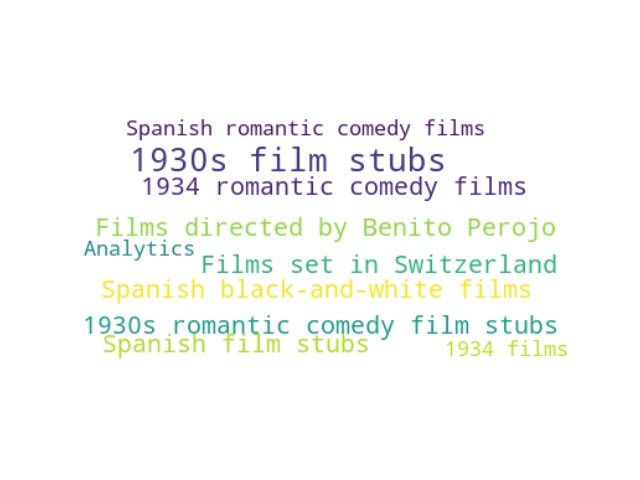 Spanish romantic comedy films
1930s film stubs
1934 romantic comedy films
Films directed by Benito Perojo
Analytics
Films set in Switzerland
Spanish black-and-white films
1930s romantic comedy film stubs
Spanish film stubs
1934 films